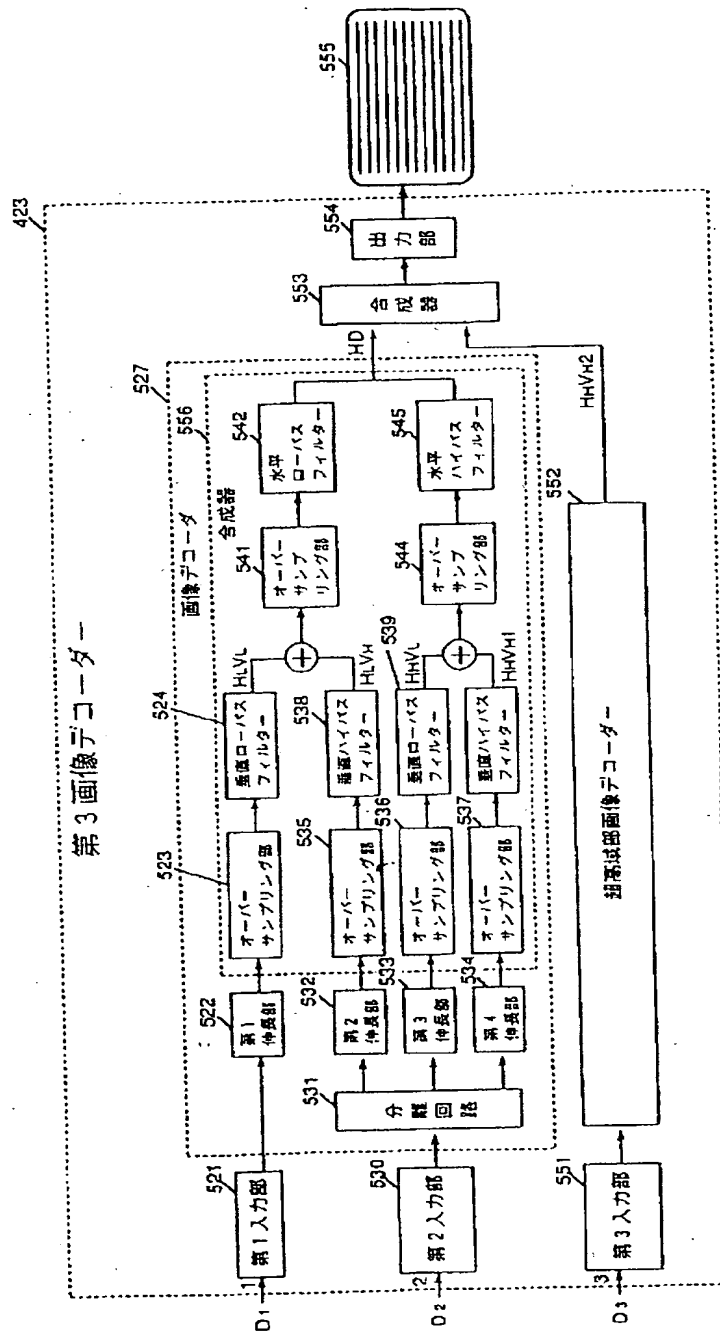 第3画像デコーダー
423
527
画像デコーダ
556
合成器
D1
1
521
第1入力部
522
第1
伸長部
523
オーバー
サンプリング部
524
垂直ローパス
フィルター
HLVL
541
オーバー
サンプ
リング部
542
水平
ローパス
フィルター
HD
553
合成器
554
出力部
555
D2
2
530
第2入力部
531
分離回路
532
第2
伸長部
535
オーバー
サンプリング部
538
垂直ハイパス
フィルター
HLVH
533
第3
伸長部
536
オーバー
サンプリング部
539
垂直ローパス
フィルター
HHVL
534
第4
伸長部
537
オーバー
サンプリング部
垂直ハイパス
フィルター
HHVH1
544
オーバー
サンプ
リング部
545
水平
ハイパス
フィルター
D3
3
551
第3入力部
552
超高域部画像デコーダー
HHVH2